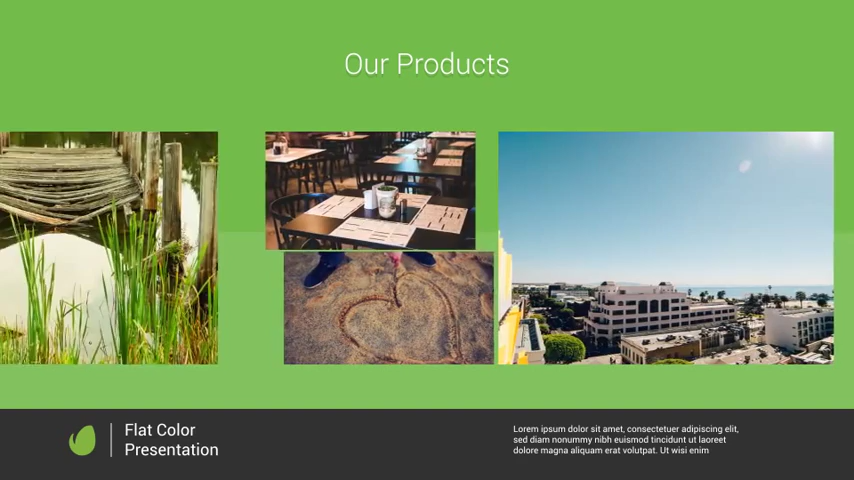 Our Products
Flat Color
Presentation
Lorem ipsum dolor sit amet, consectetuer adipiscing elit,
sed diam nonummy nibh euismod tincidunt ut laoreet
dolore magna aliquam erat volutpat. Ut wisi enim